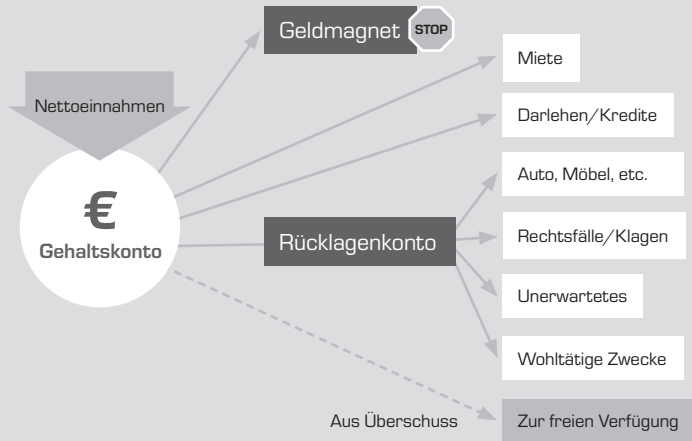 Geldmagnet
STOP
Nettoeinnahmen
€
Gehaltskonto
Miete
Darlehen/Kredite
Auto, Möbel, etc.
Rücklagenkonto
Rechtsfälle/Klagen
Unerwartetes
Wohltätige Zwecke
Aus Überschuss
Zur freien Verfügung